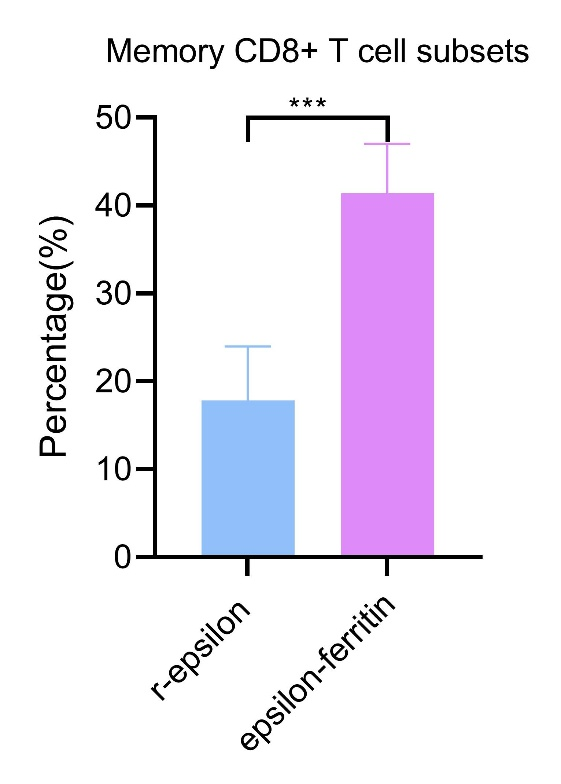 Memory CD8+ T cell subsets
***
50
40
30
20
10
0
Percentage(%)
r-epsilon
epsilon-ferritin